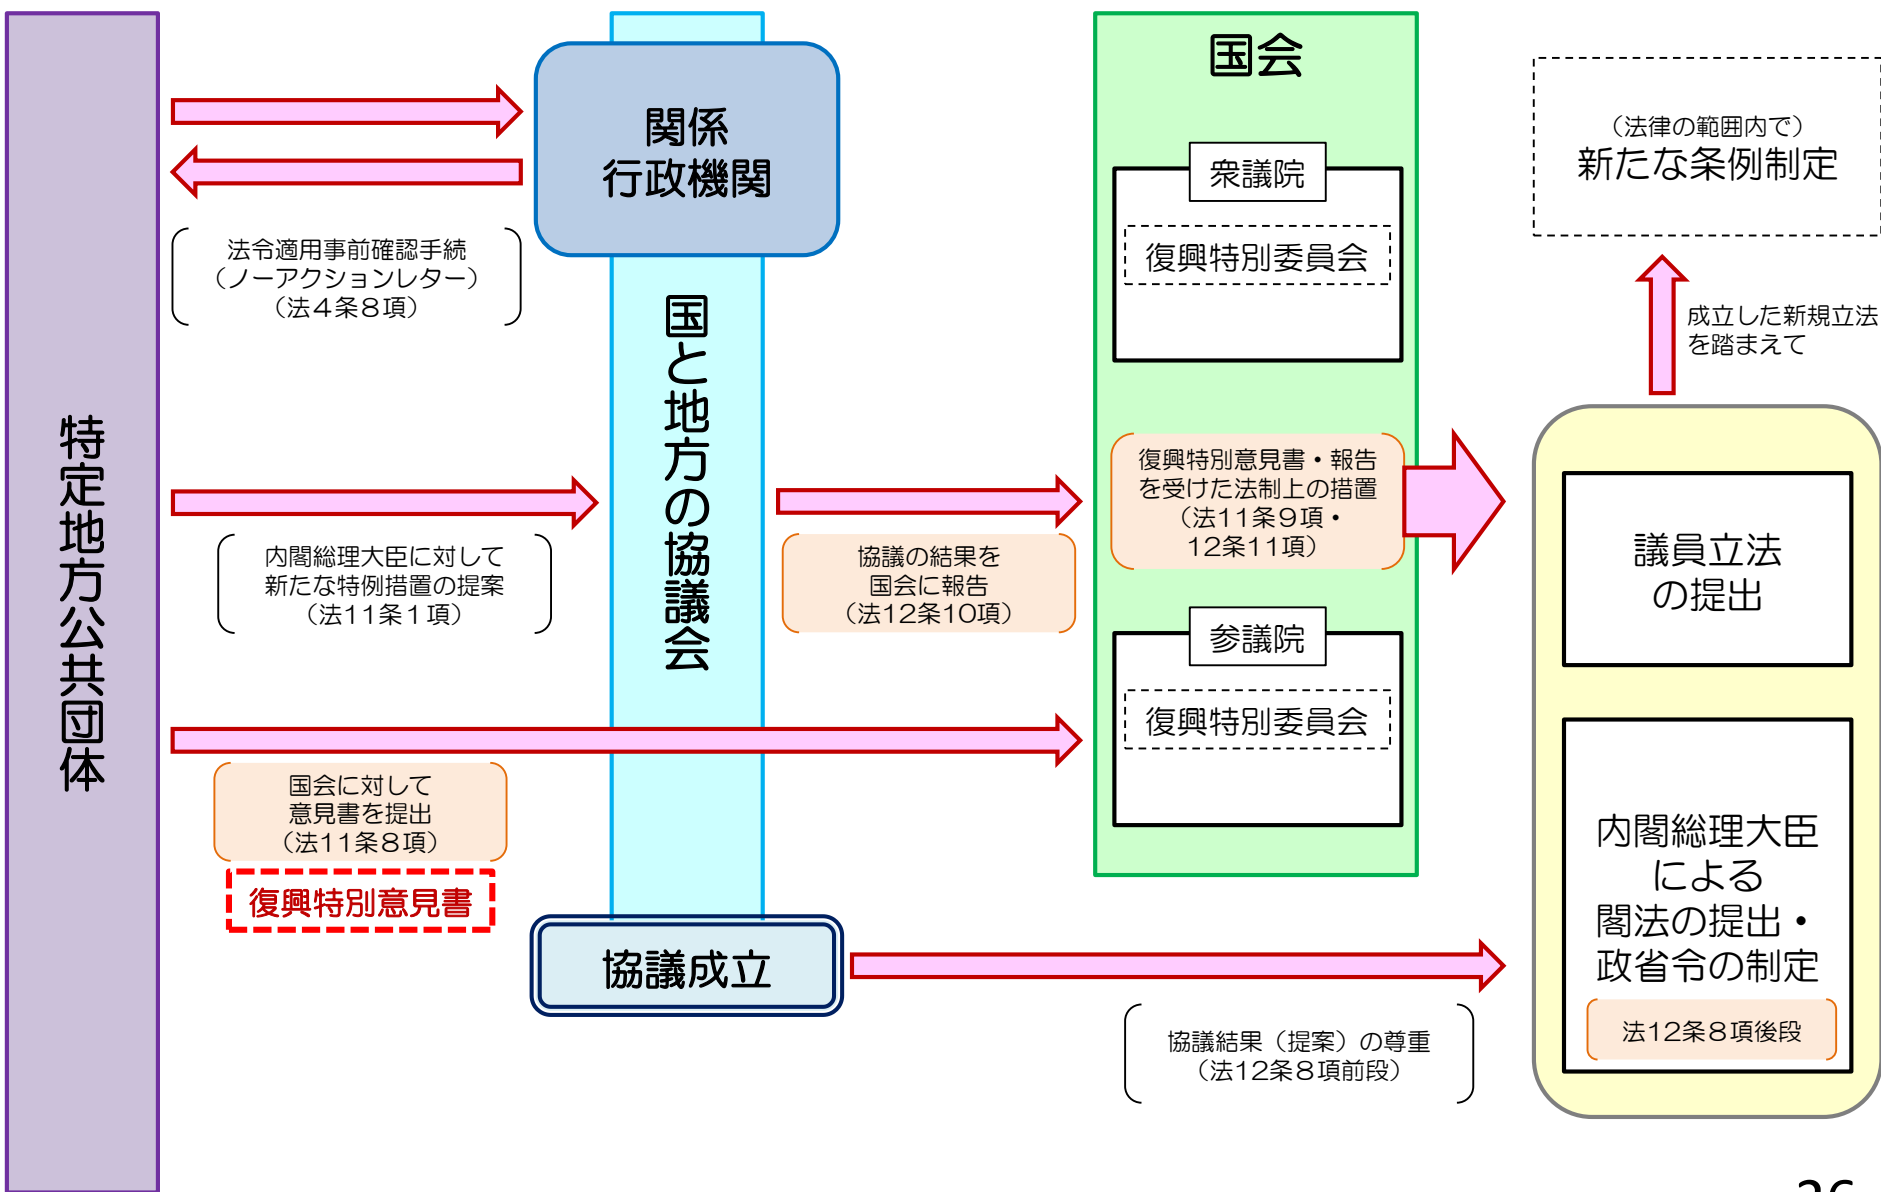 特定地方公共団体
関係
行政機関
法令適用事前確認手続
（ノーアクションレター）
（法４条８項）
国と地方の協議会
内閣総理大臣に対して
新たな特例措置の提案
（法11条１項）
国会に対して
意見書を提出
（法11条８項）
復興特別意見書
協議成立
協議の結果を
国会に報告
（法12条10項）
国会
衆議院
復興特別委員会
復興特別意見書・報告
を受けた法制上の措置
（法11条９項・
12条11項）
参議院
復興特別委員会
協議結果（提案）の尊重
（法12条８項前段）
（法律の範囲内で）
新たな条例制定
成立した新規立法
を踏まえて
議員立法
の提出
内閣総理大臣
による
閣法の提出・
政省令の制定
法12条８項後段